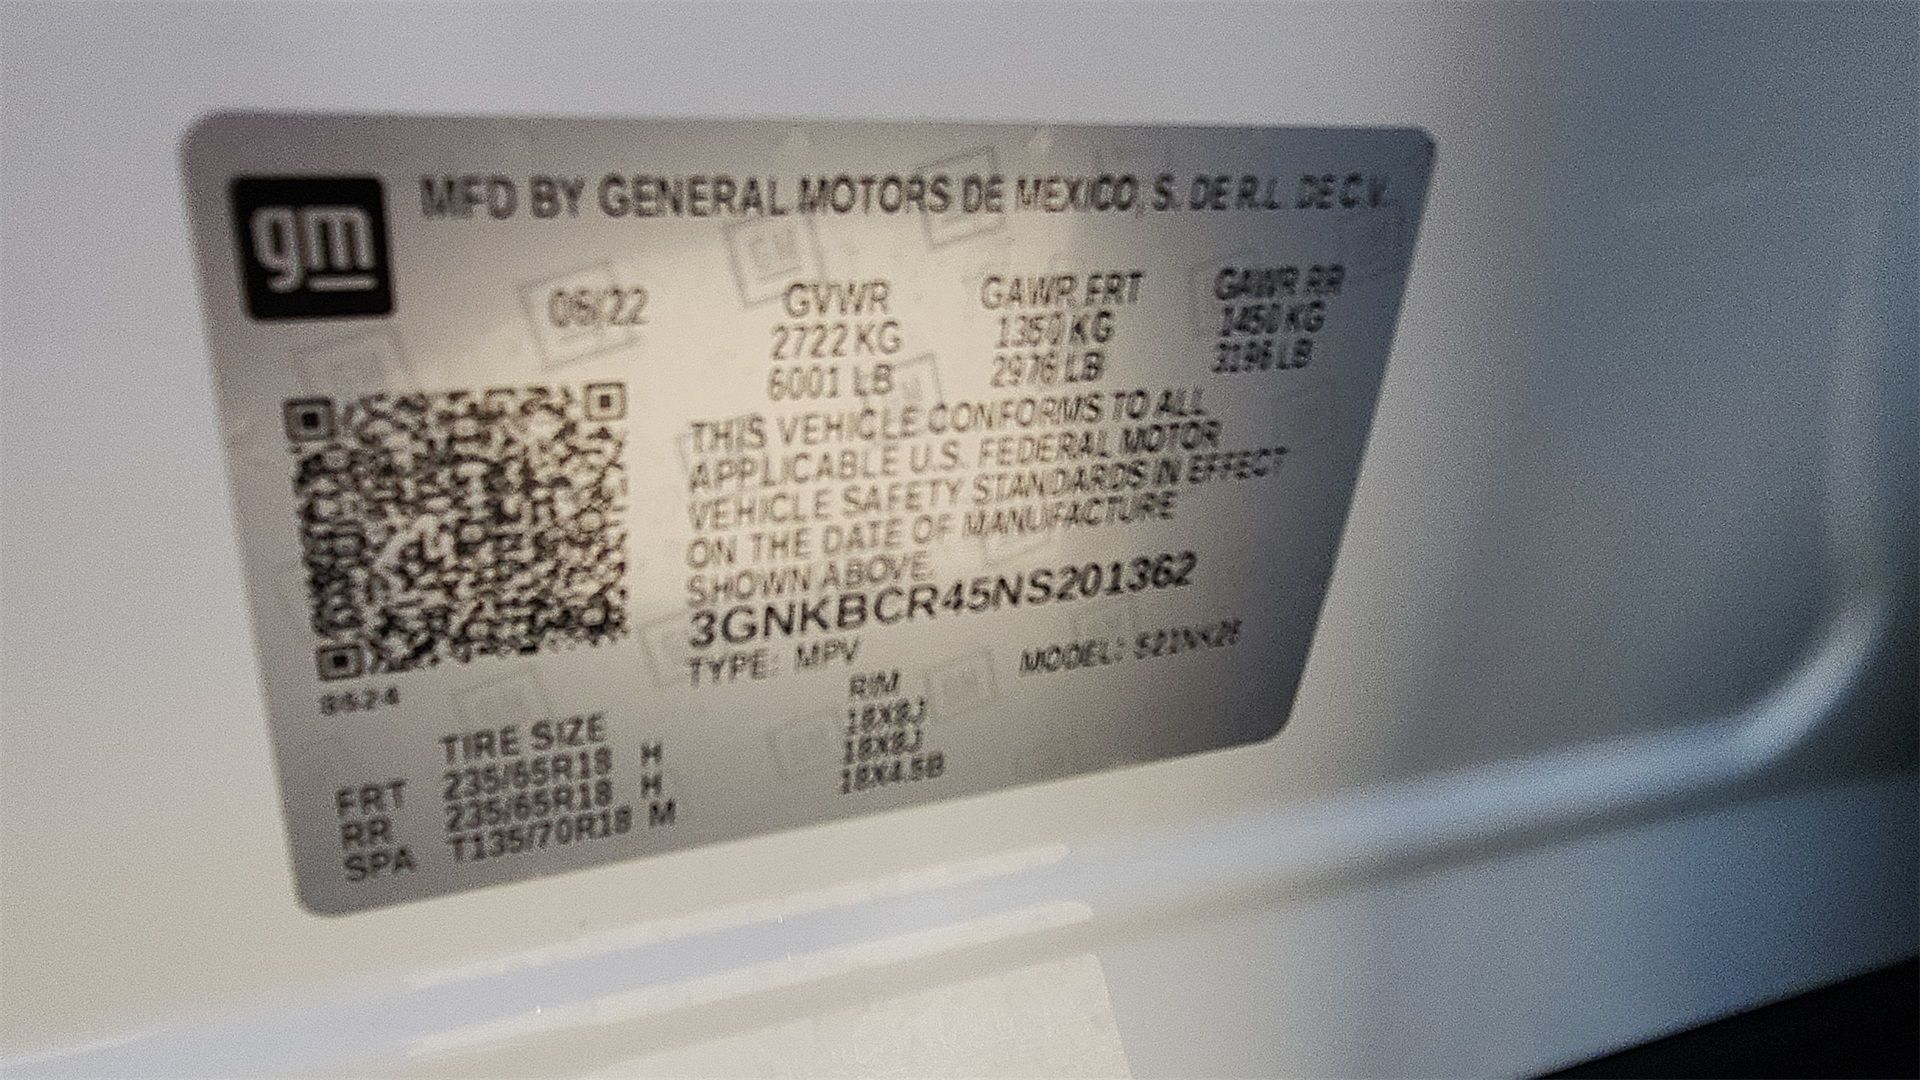 gm
MFD BY GENERAL MOTORS DE MEXICO, S. DE R.L. DE C.V.
06/22
GVWR GAWR FRT GAWR RR
2722 KG 1350 KG 1450 KG
6001 LB 2976 LB 3196 LB
THIS VEHICLE CONFORMS TO ALL
APPLICABLE U.S. FEDERAL MOTOR
VEHICLE SAFETY STANDARDS IN EFFECT
ON THE DATE OF MANUFACTURE
SHOWN ABOVE.
3GNKBCR45NS201362
TYPE: MPV MODEL:
TIRE SIZE RIM
FRT 235/65R18 H 18X8J
RR 235/65R18 H 18X8J
SPA T135/70R18 M 18X4.5B